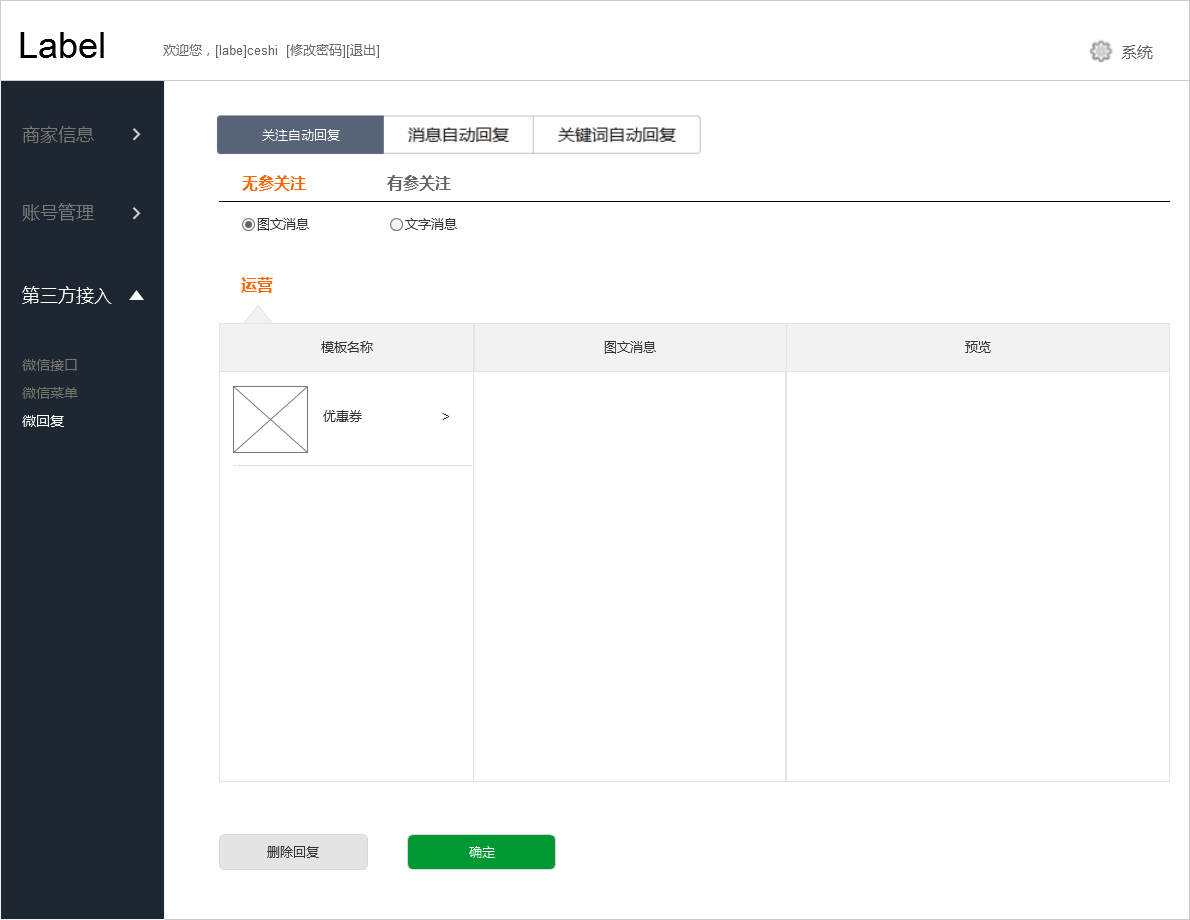 Label
欢迎您，[labe]ceshi [修改密码][退出]
系统
商家信息
账号管理
第三方接入
微信接口
微信菜单
微回复
关注自动回复 消息自动回复 关键词自动回复
无参关注 有参关注
图文消息 文字消息
运营
模板名称 图文消息 预览
优惠券 >
删除回复 确定